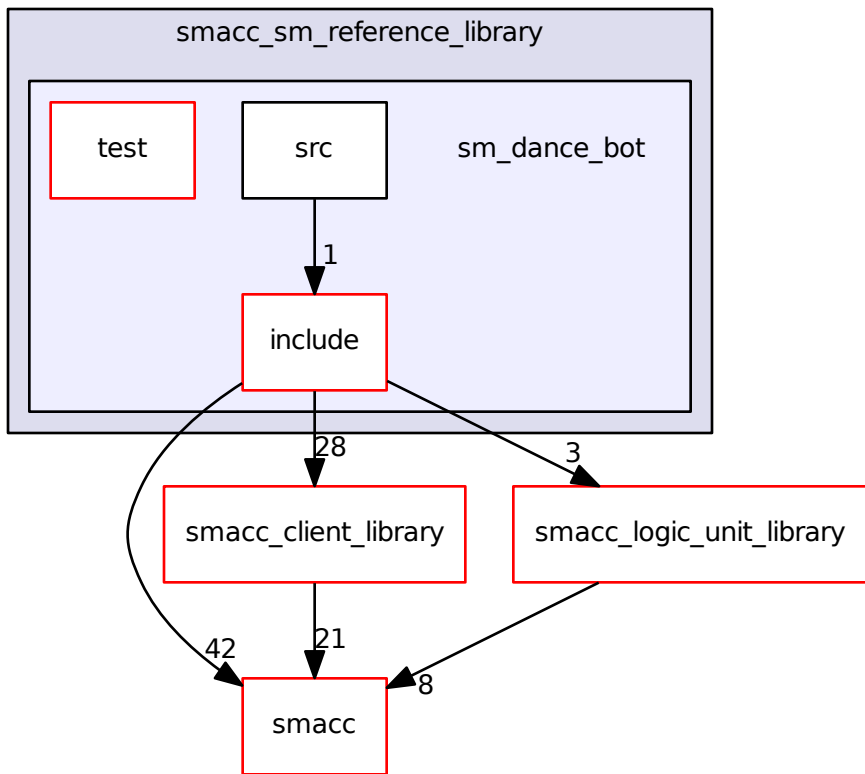 smacc_sm_reference_library
test
src
sm_dance_bot
1
include
28
3
smacc_client_library
smacc_logic_unit_library
42
21
8
smacc